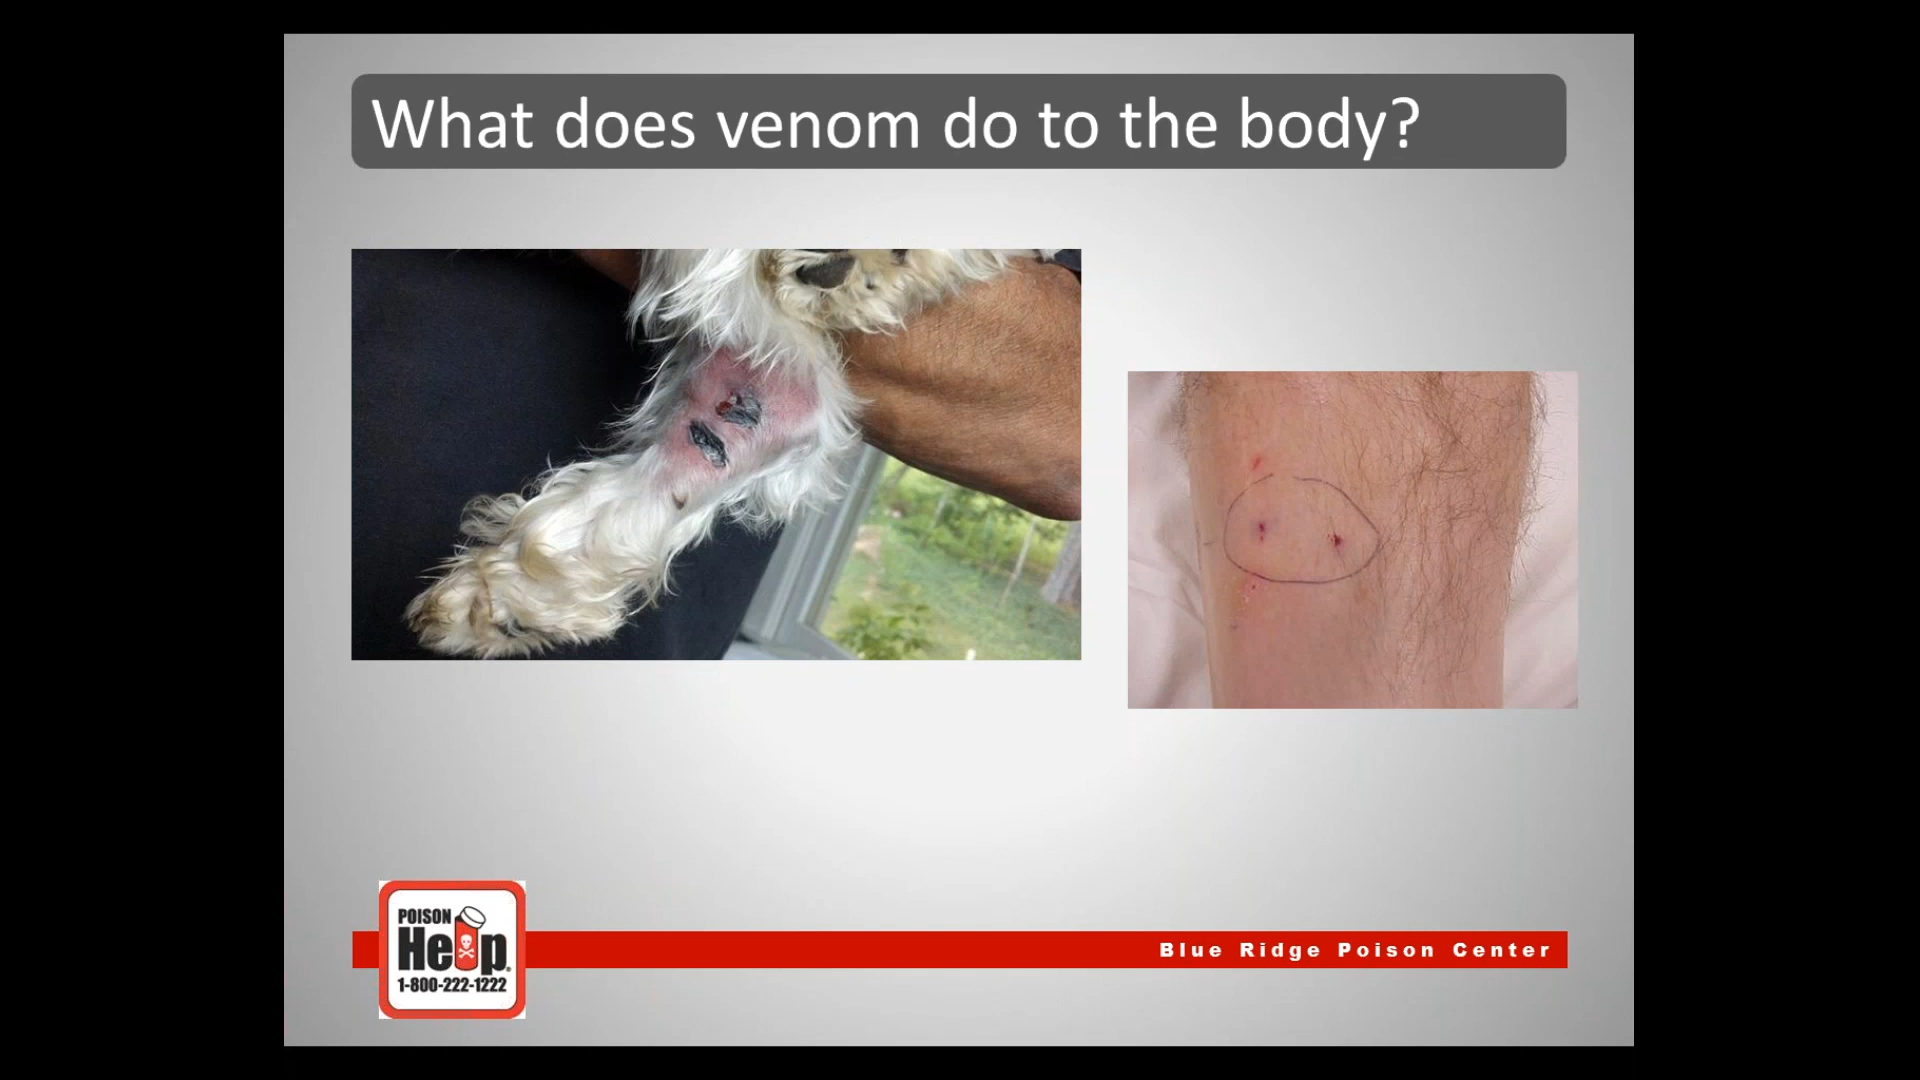 What does venom do to the body?
POISON
Help
1-800-222-1222
Blue Ridge Poison Center